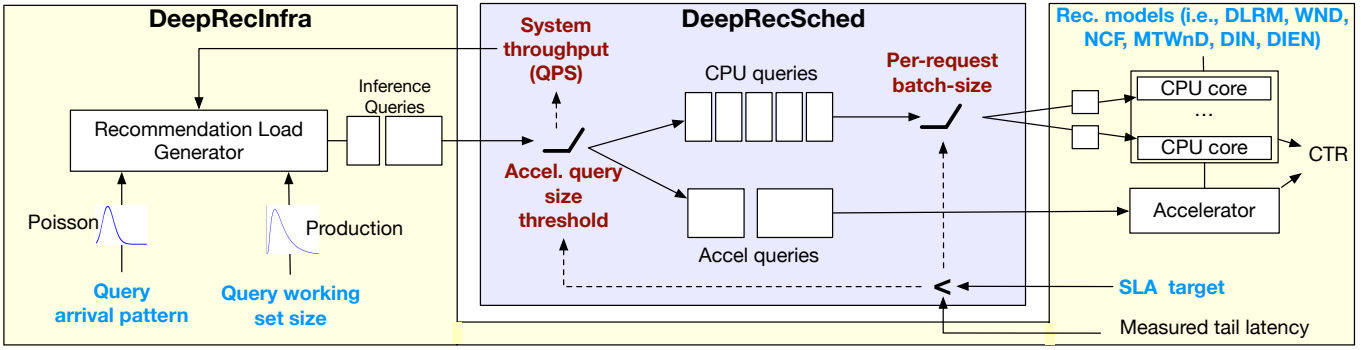 DeepRecInfra
Inference
Queries
Recommendation Load
Generator
Poisson
Production
Query
arrival pattern
Query working
set size
DeepRecSched
System
throughput
(QPS)
CPU queries
Per-request
batch-size
Accel. query
size
threshold
Accel queries
<
Rec. models (i.e., DLRM, WND,
NCF, MTWnD, DIN, DIEN)
CPU core
...
CPU core
CTR
Accelerator
SLA target
Measured tail latency